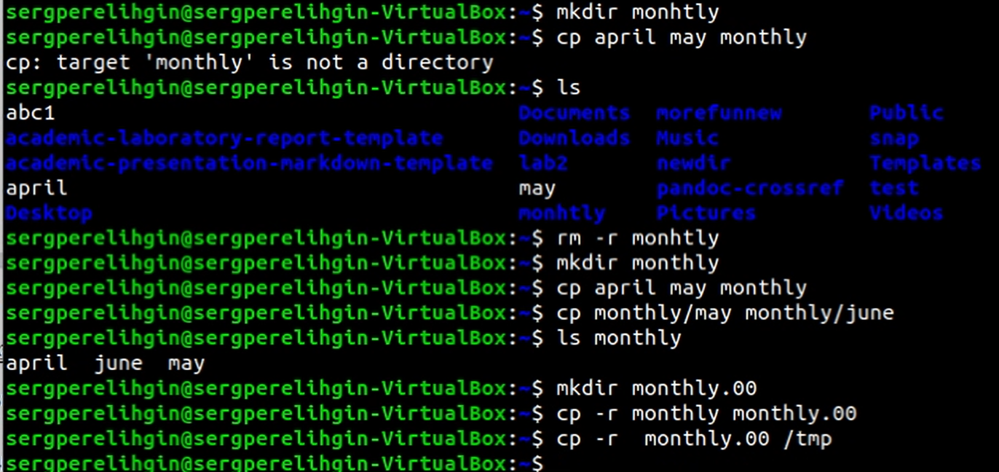 sergperelihgin@sergperelihgin-VirtualBox:~$ mkdir monhtly
sergperelihgin@sergperelihgin-VirtualBox:~$ cp april may monthly
cp: target 'monthly' is not a directory
sergperelihgin@sergperelihgin-VirtualBox:~$ ls
abc1 Documents morefunnew Public
academic-laboratory-report-template Downloads Music snap
academic-presentation-markdown-template lab2 newdir Templates
april may pandoc-crossref test
Desktop monhtly Pictures Videos
sergperelihgin@sergperelihgin-VirtualBox:~$ rm -r monhtly
sergperelihgin@sergperelihgin-VirtualBox:~$ mkdir monthly
sergperelihgin@sergperelihgin-VirtualBox:~$ cp april may monthly
sergperelihgin@sergperelihgin-VirtualBox:~$ cp monthly/may monthly/june
sergperelihgin@sergperelihgin-VirtualBox:~$ ls monthly
april june may
sergperelihgin@sergperelihgin-VirtualBox:~$ mkdir monthly.00
sergperelihgin@sergperelihgin-VirtualBox:~$ cp -r monthly monthly.00
sergperelihgin@sergperelihgin-VirtualBox:~$ cp -r  monthly.00 /tmp
sergperelihgin@sergperelihgin-VirtualBox:~$